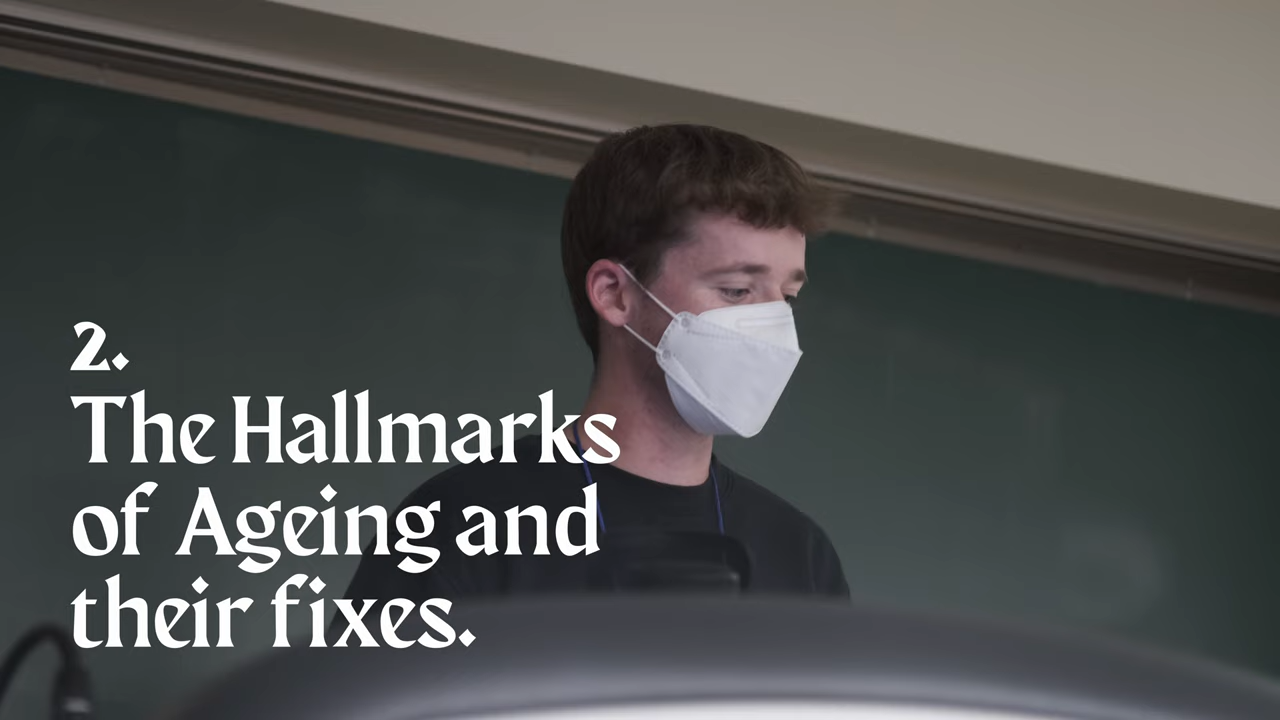 2.
The Hallmarks
of Ageing and
their fixes.